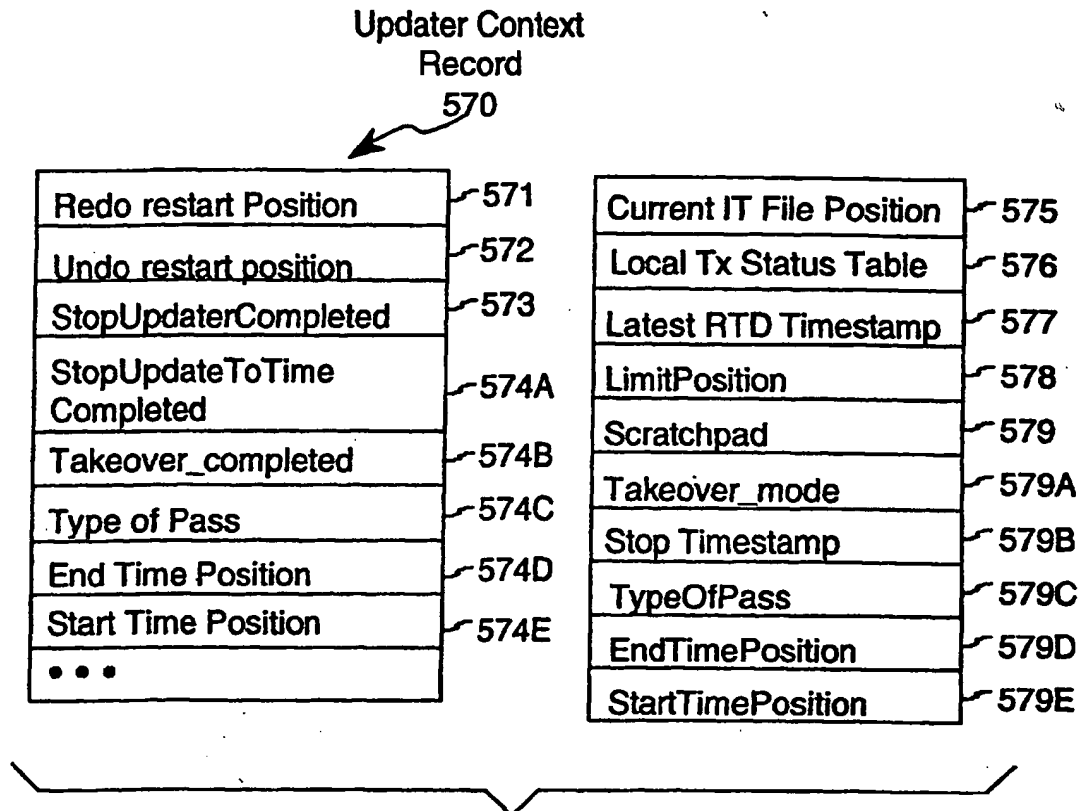 Updater Context
Record
570
Redo restart Position 571
Undo restart position 572
StopUpdaterCompleted 573
StopUpdateToTime
Completed 574A
Takeover_completed 574B
Type of Pass 574C
End Time Position 574D
Start Time Position 574E
• • •
Current IT File Position 575
Local Tx Status Table 576
Latest RTD Timestamp 577
LimitPosition 578
Scratchpad 579
Takeover_mode 579A
Stop Timestamp 579B
TypeOfPass 579C
EndTimePosition 579D
StartTimePosition 579E